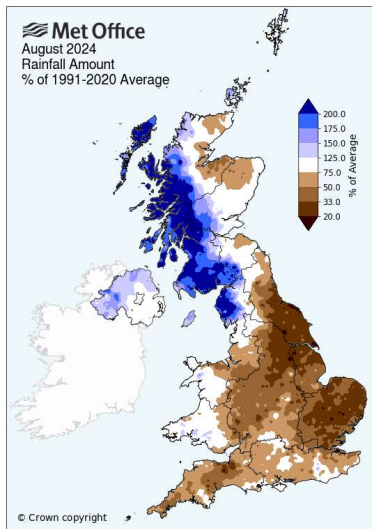 Met Office
August 2024
Rainfall Amount
% of 1991-2020 Average
200.0
175.0
150.0
125.0
75.0
50.0
33.0
20.0
% of Average
© Crown copyright